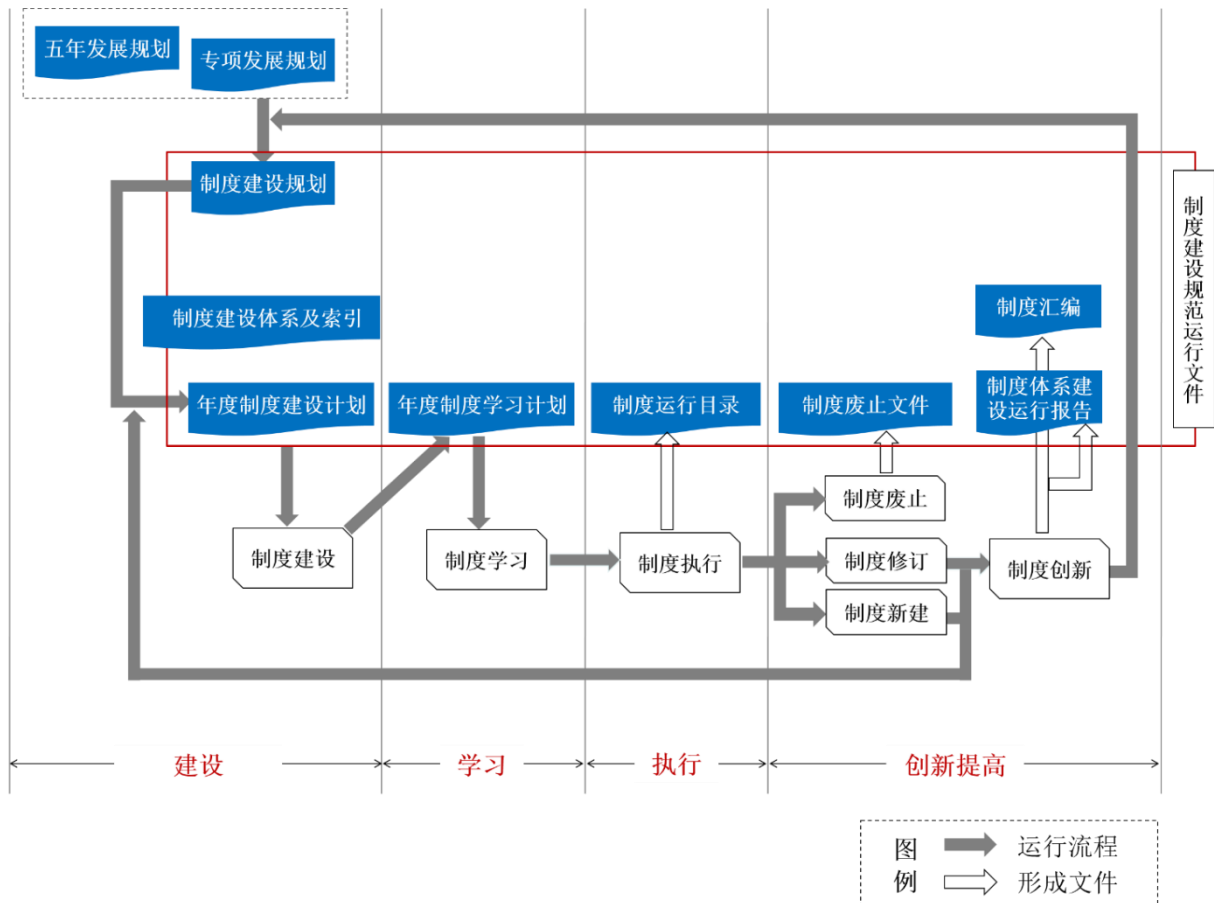 五年发展规划
专项发展规划
制度建设规划
制度建设规范运行文件
制度建设体系及索引
制度汇编
年度制度建设计划
年度制度学习计划
制度运行目录
制度废止文件
制度体系建
设运行报告
制度废止
制度建设
制度学习
制度执行
制度修订
制度创新
制度新建
建设
学习
执行
创新提高
图例
运行流程
形成文件